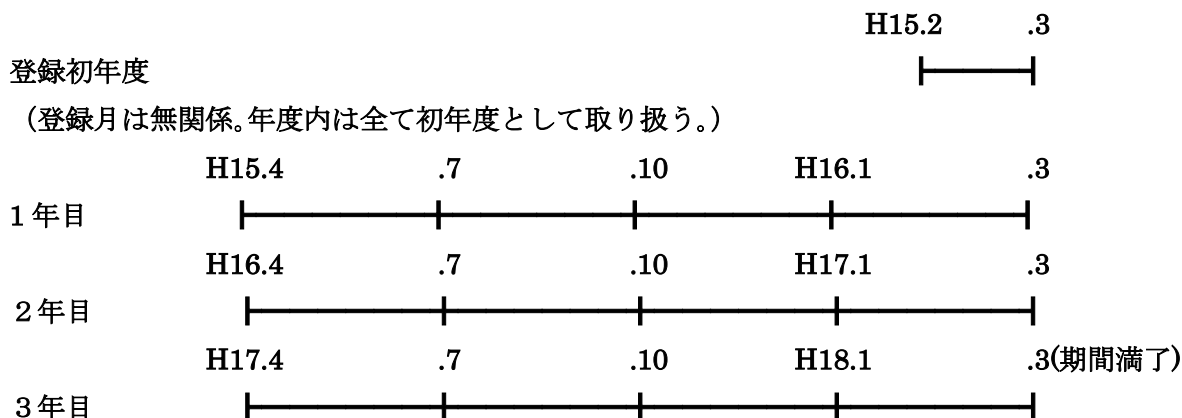 H15.2 .3
登録初年度
（登録月は無関係。年度内は全て初年度として取り扱う。）
H15.4 .7 .10 H16.1 .3
1年目
H16.4 .7 .10 H17.1 .3
２年目
H17.4 .7 .10 H18.1 .3(期間満了)
３年目